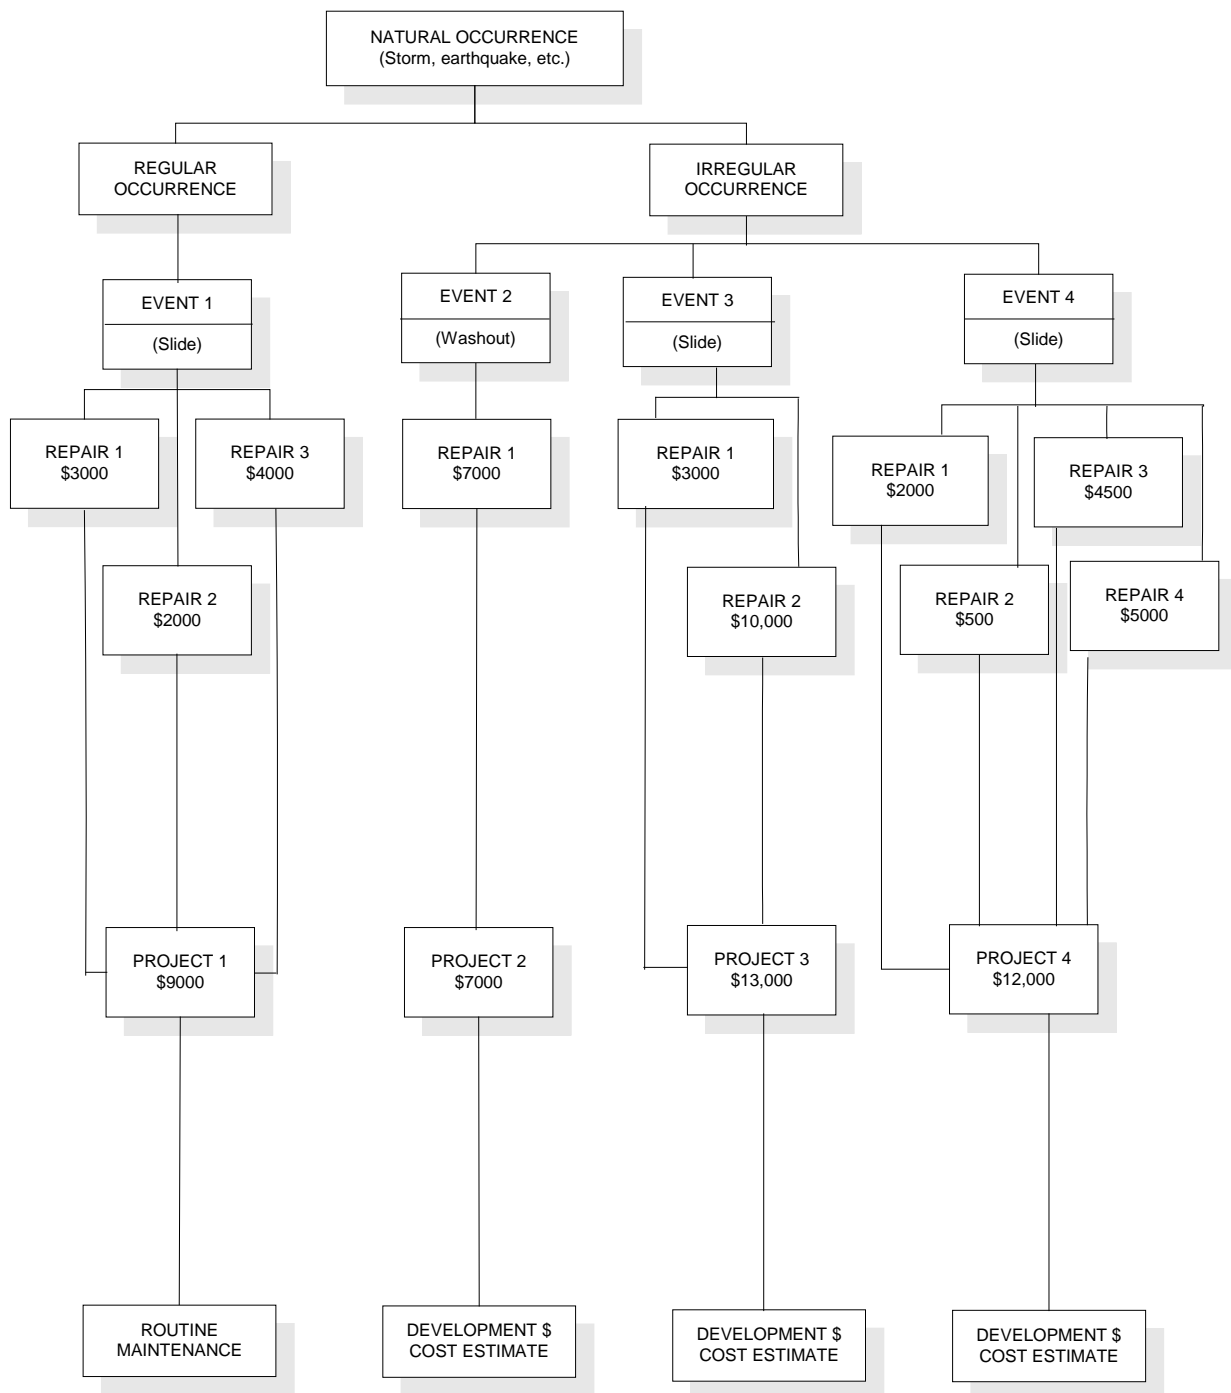 NATURAL OCCURRENCE
(Storm, earthquake, etc.)
REGULAR
OCCURRENCE
IRREGULAR
OCCURRENCE
EVENT 1
(Slide)
EVENT 2
(Washout)
EVENT 3
(Slide)
EVENT 4
(Slide)
REPAIR 1
$3000
REPAIR 3
$4000
REPAIR 2
$2000
REPAIR 1
$7000
REPAIR 1
$3000
REPAIR 2
$10,000
REPAIR 1
$2000
REPAIR 3
$4500
REPAIR 2
$500
REPAIR 4
$5000
PROJECT 1
$9000
PROJECT 2
$7000
PROJECT 3
$13,000
PROJECT 4
$12,000
ROUTINE
MAINTENANCE
DEVELOPMENT $
COST ESTIMATE
DEVELOPMENT $
COST ESTIMATE
DEVELOPMENT $
COST ESTIMATE